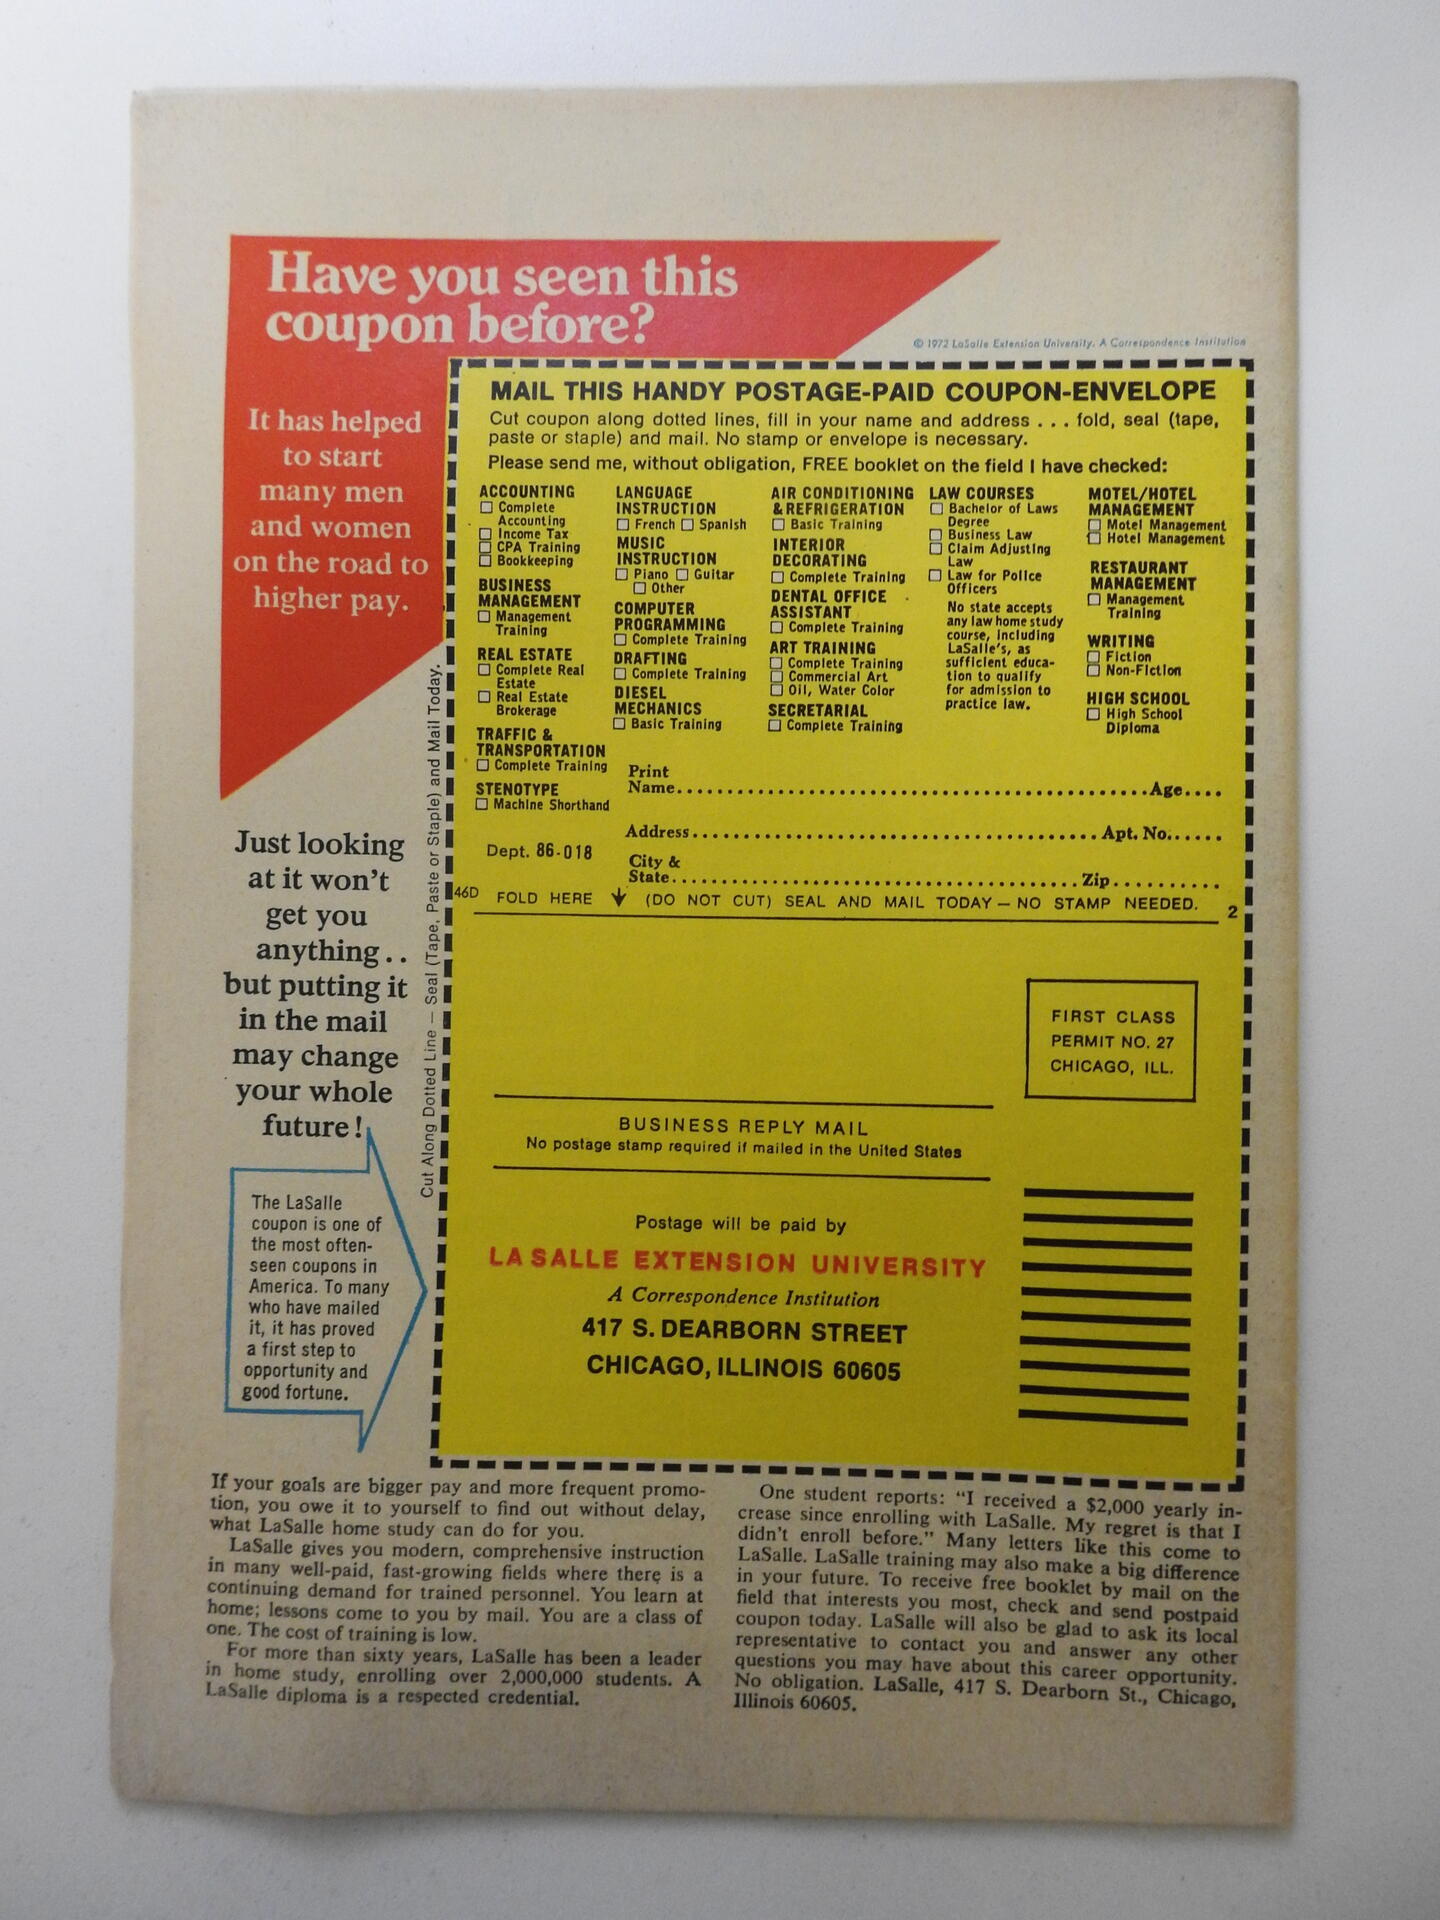 Have you seen this
coupon before?
It has helped
to start
many men
and women
on the road to
higher pay.
© 1972 LaSalle Extension University. A Correspondence Institution
MAIL THIS HANDY POSTAGE-PAID COUPON-ENVELOPE
Cut coupon along dotted lines, fill in your name and address . . . fold, seal (tape,
paste or staple) and mail. No stamp or envelope is necessary.
Please send me, without obligation, FREE booklet on the field I have checked:
ACCOUNTING
Complete
Accounting
Income Tax
CPA Training
Bookkeeping
BUSINESS
MANAGEMENT
Management
Training
REAL ESTATE
Complete Real
Estate
Real Estate
Brokerage
TRAFFIC &
TRANSPORTATION
Complete Training
STENOTYPE
Machine Shorthand
LANGUAGE
INSTRUCTION
French Spanish
MUSIC
INSTRUCTION
Piano Guitar
Other
COMPUTER
PROGRAMMING
Complete Training
DRAFTING
Complete Training
DIESEL
MECHANICS
Basic Training
AIR CONDITIONING
& REFRIGERATION
Basic Training
INTERIOR
DECORATING
Complete Training
DENTAL OFFICE
ASSISTANT
Complete Training
ART TRAINING
Complete Training
Commercial Art
Oil, Water Color
SECRETARIAL
Complete Training
LAW COURSES
Bachelor of Laws
Degree
Business Law
Claim Adjusting
Law
Law for Police
Officers
No state accepts
any law home study
course, including
LaSalle's, as
sufficient educa-
tion to qualify
for admission to
practice law.
MOTEL/HOTEL
MANAGEMENT
Motel Management
Hotel Management
RESTAURANT
MANAGEMENT
Management
Training
WRITING
Fiction
Non-Fiction
HIGH SCHOOL
High School
Diploma
Print
Name.................................................Age....
Address..........................................Apt. No......
Dept. 86-018
City &
State..........................................Zip..........
46D FOLD HERE ↓ (DO NOT CUT) SEAL AND MAIL TODAY — NO STAMP NEEDED. 2
Cut Along Dotted Line — Seal (Tape, Paste or Staple) and Mail Today.
Just looking
at it won't
get you
anything..
but putting it
in the mail
may change
your whole
future!
The LaSalle
coupon is one of
the most often-
seen coupons in
America. To many
who have mailed
it, it has proved
a first step to
opportunity and
good fortune.
FIRST CLASS
PERMIT NO. 27
CHICAGO, ILL.
BUSINESS REPLY MAIL
No postage stamp required if mailed in the United States
Postage will be paid by
LA SALLE EXTENSION UNIVERSITY
A Correspondence Institution
417 S. DEARBORN STREET
CHICAGO, ILLINOIS 60605
If your goals are bigger pay and more frequent promo-
tion, you owe it to yourself to find out without delay,
what LaSalle home study can do for you.
LaSalle gives you modern, comprehensive instruction
in many well-paid, fast-growing fields where there is a
continuing demand for trained personnel. You learn at
home; lessons come to you by mail. You are a class of
one. The cost of training is low.
For more than sixty years, LaSalle has been a leader
in home study, enrolling over 2,000,000 students. A
LaSalle diploma is a respected credential.
One student reports: "I received a $2,000 yearly in-
crease since enrolling with LaSalle. My regret is that I
didn't enroll before." Many letters like this come to
LaSalle. LaSalle training may also make a big difference
in your future. To receive free booklet by mail on the
field that interests you most, check and send postpaid
coupon today. LaSalle will also be glad to ask its local
representative to contact you and answer any other
questions you may have about this career opportunity.
No obligation. LaSalle, 417 S. Dearborn St., Chicago,
Illinois 60605.